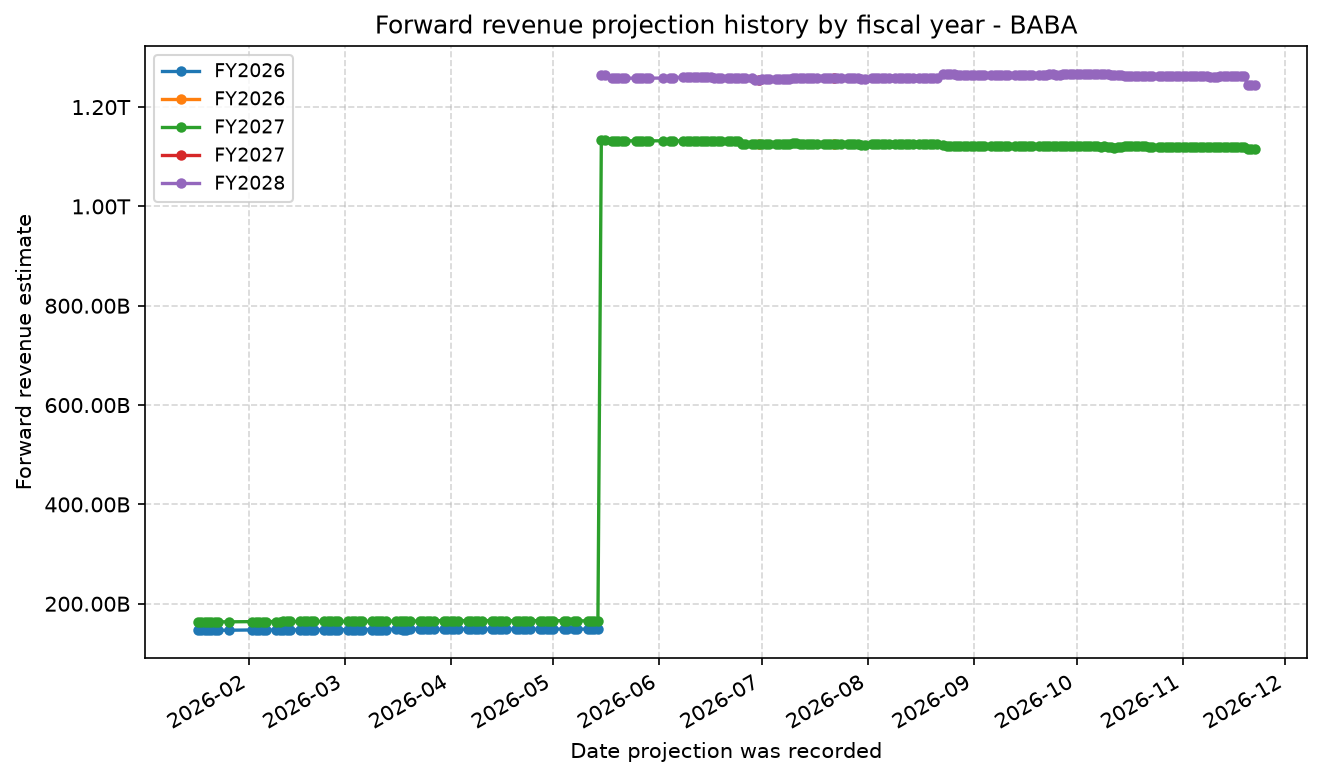 Forward revenue projection history by fiscal year - BABA
FY2026
FY2026
FY2027
FY2027
FY2028
1.20T
1.00T
800.00B
600.00B
400.00B
200.00B
Forward revenue estimate
2026-02
2026-03
2026-04
2026-05
2026-06
2026-07
2026-08
2026-09
2026-10
2026-11
2026-12
Date projection was recorded